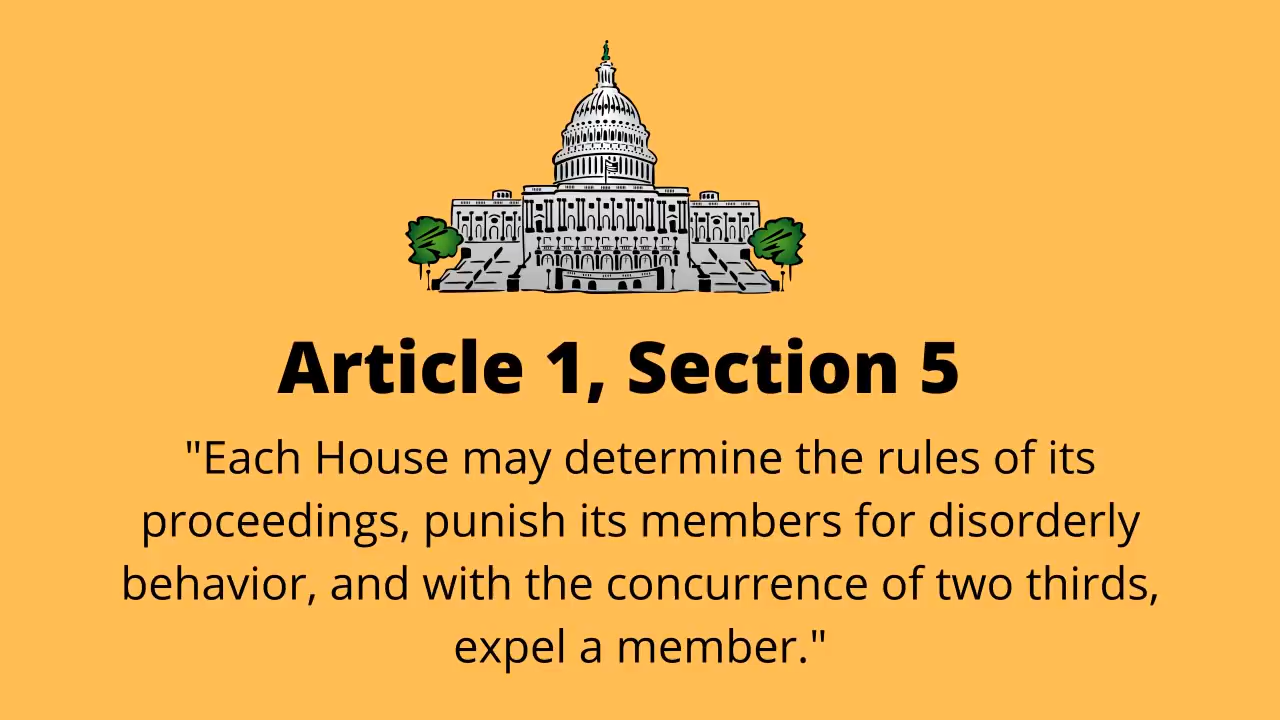 Article 1, Section 5
"Each House may determine the rules of its
proceedings, punish its members for disorderly
behavior, and with the concurrence of two thirds,
expel a member."